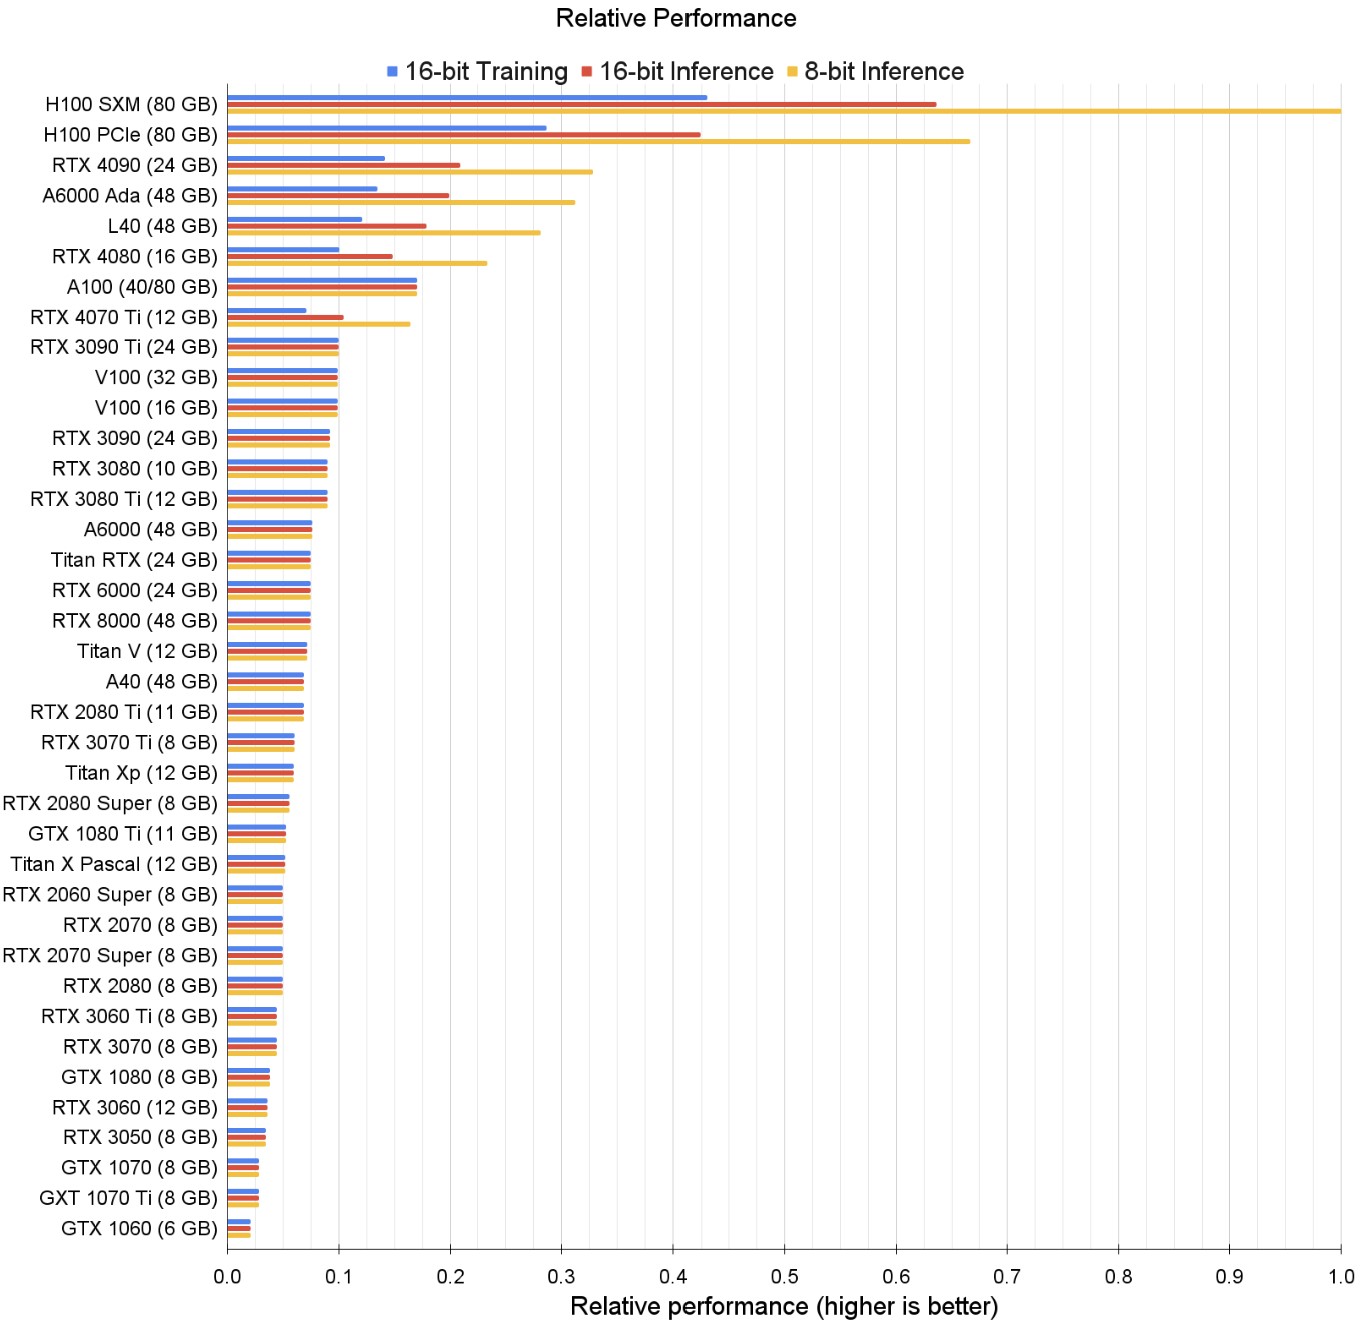 Relative Performance
16-bit Training 16-bit Inference 8-bit Inference
H100 SXM (80 GB)
H100 PCIe (80 GB)
RTX 4090 (24 GB)
A6000 Ada (48 GB)
L40 (48 GB)
RTX 4080 (16 GB)
A100 (40/80 GB)
RTX 4070 Ti (12 GB)
RTX 3090 Ti (24 GB)
V100 (32 GB)
V100 (16 GB)
RTX 3090 (24 GB)
RTX 3080 (10 GB)
RTX 3080 Ti (12 GB)
A6000 (48 GB)
Titan RTX (24 GB)
RTX 6000 (24 GB)
RTX 8000 (48 GB)
Titan V (12 GB)
A40 (48 GB)
RTX 2080 Ti (11 GB)
RTX 3070 Ti (8 GB)
Titan Xp (12 GB)
RTX 2080 Super (8 GB)
GTX 1080 Ti (11 GB)
Titan X Pascal (12 GB)
RTX 2060 Super (8 GB)
RTX 2070 (8 GB)
RTX 2070 Super (8 GB)
RTX 2080 (8 GB)
RTX 3060 Ti (8 GB)
RTX 3070 (8 GB)
GTX 1080 (8 GB)
RTX 3060 (12 GB)
RTX 3050 (8 GB)
GTX 1070 (8 GB)
GXT 1070 Ti (8 GB)
GTX 1060 (6 GB)
0.0 0.1 0.2 0.3 0.4 0.5 0.6 0.7 0.8 0.9 1.0
Relative performance (higher is better)